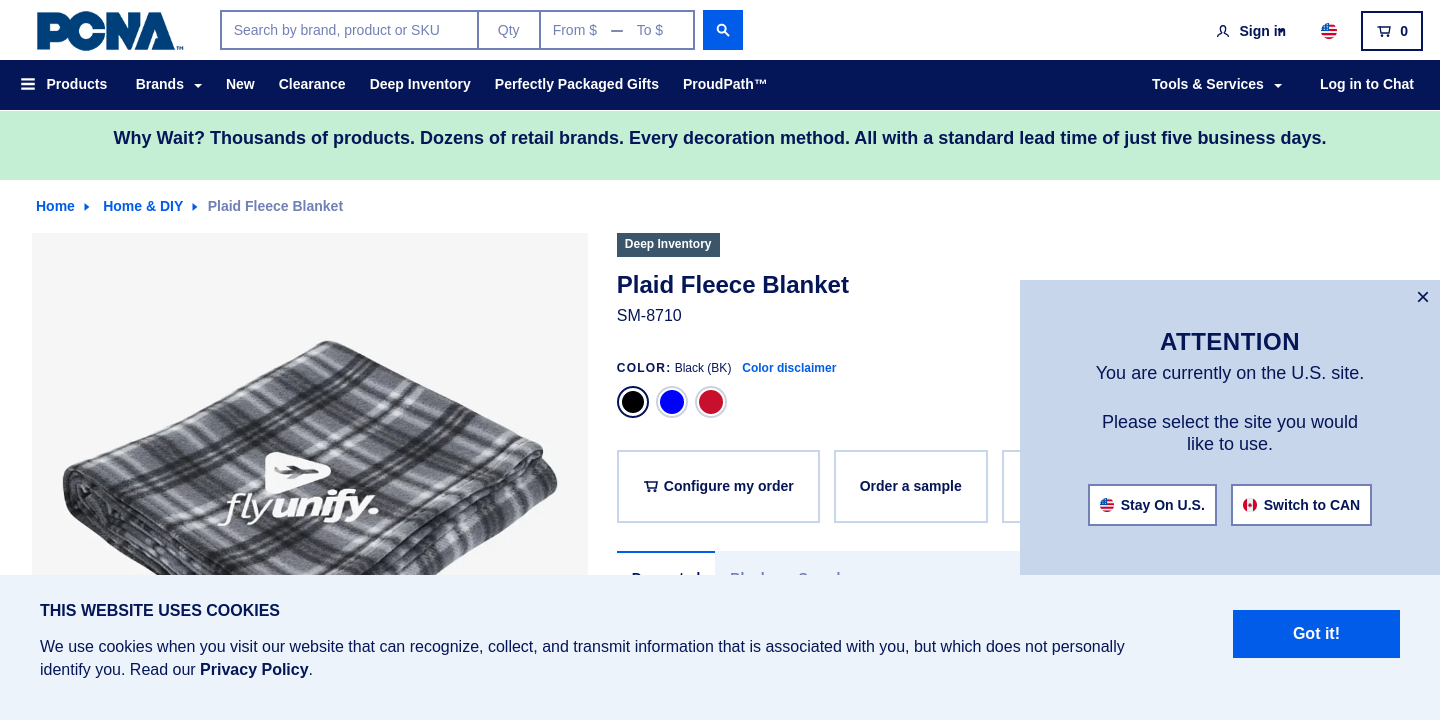 PCNA™
Search by brand, product or SKU
Qty
From $ — To $
Sign in
0
Products
Brands
New
Clearance
Deep Inventory
Perfectly Packaged Gifts
ProudPath™
Tools & Services
Log in to Chat
Why Wait? Thousands of products. Dozens of retail brands. Every decoration method. All with a standard lead time of just five business days.
Home
Home & DIY
Plaid Fleece Blanket
Deep Inventory
Plaid Fleece Blanket
SM-8710
COLOR: Black (BK) Color disclaimer
Configure my order
Order a sample
flyunify.
×
ATTENTION
You are currently on the U.S. site.
Please select the site you would
like to use.
Stay On U.S.
Switch to CAN
THIS WEBSITE USES COOKIES
We use cookies when you visit our website that can recognize, collect, and transmit information that is associated with you, but which does not personally
identify you. Read our Privacy Policy.
Got it!